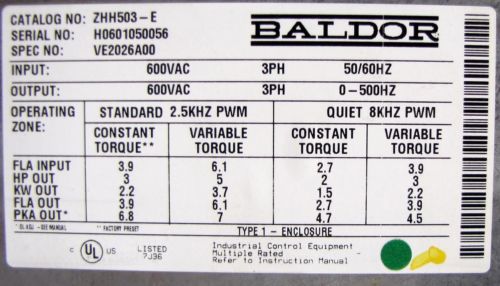 CATALOG NO: ZHH503-E
SERIAL NO: H0601050056
SPEC NO: VE2026A00
BALDOR
INPUT: 600VAC 3PH 50/60HZ
OUTPUT: 600VAC 3PH 0-500HZ
OPERATING ZONE: STANDARD 2.5KHZ PWM QUIET 8KHZ PWM
CONSTANT TORQUE** VARIABLE TORQUE CONSTANT TORQUE VARIABLE TORQUE
FLA INPUT 3.9 6.1 2.7 3.9
HP OUT 3 5 2 3
KW OUT 2.2 3.7 1.5 2.2
FLA OUT 3.9 6.1 2.7 3.9
PKA OUT* 6.8 7 4.7 4.5
* OL ADJ - SEE MANUAL ** FACTORY PRESET TYPE 1 - ENCLOSURE
C UL US LISTED 7J36
Industrial Control Equipment
Multiple Rated
Refer to Instruction Manual